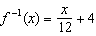 f⁻¹(x) = x/12 + 4